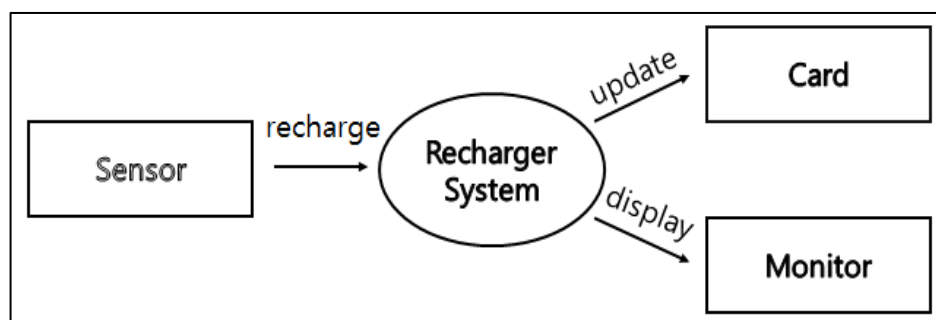 Sensor
recharge
Recharger
System
update
Card
display
Monitor